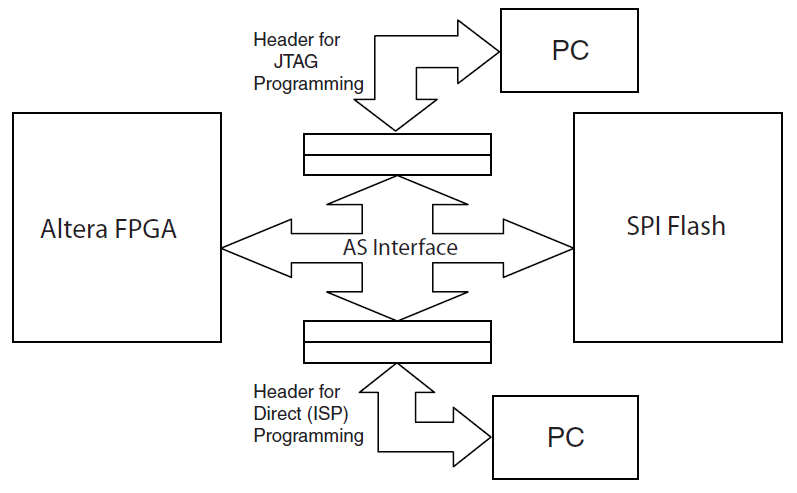 Header for
JTAG
Programming
PC
Altera FPGA
SPI Flash
AS Interface
Header for
Direct (ISP)
Programming
PC